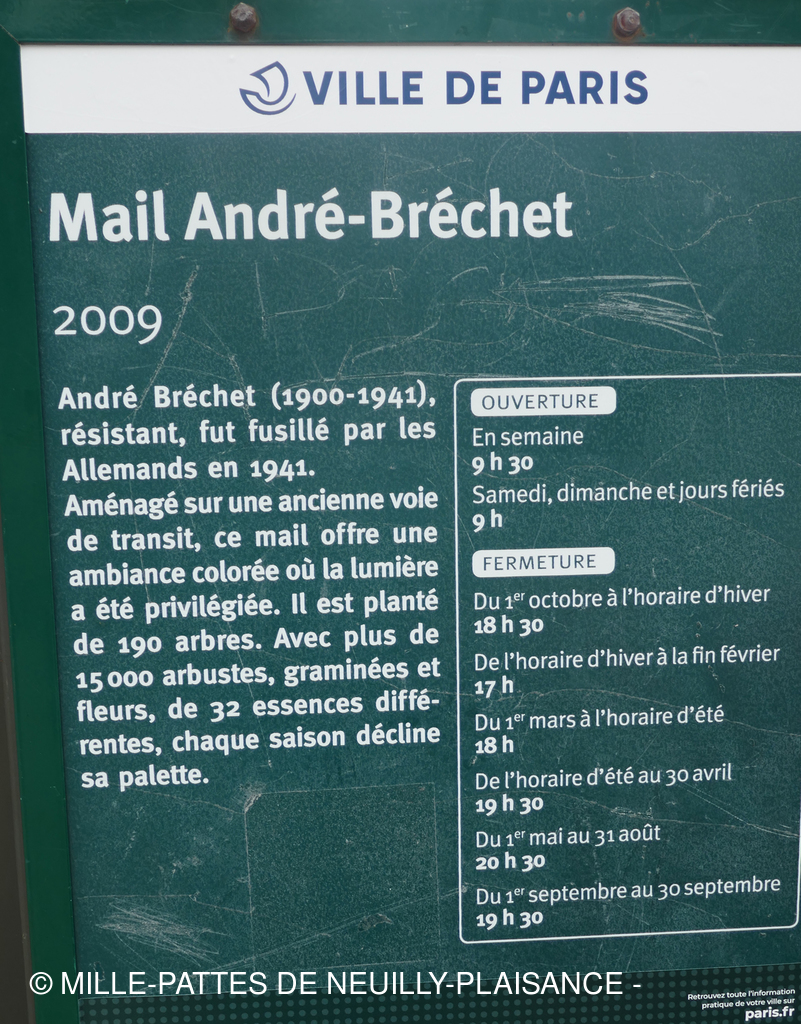 VILLE DE PARIS
Mail André-Bréchet
2009
André Bréchet (1900-1941),
résistant, fut fusillé par les
Allemands en 1941.
Aménagé sur une ancienne voie
de transit, ce mail offre une
ambiance colorée où la lumière
a été privilégiée. Il est planté
de 190 arbres. Avec plus de
15 000 arbustes, graminées et
fleurs, de 32 essences diffé-
rentes, chaque saison décline
sa palette.
OUVERTURE
En semaine
9 h 30
Samedi, dimanche et jours fériés
9 h
FERMETURE
Du 1er octobre à l'horaire d'hiver
18 h 30
De l'horaire d'hiver à la fin février
17 h
Du 1er mars à l'horaire d'été
18 h
De l'horaire d'été au 30 avril
19 h 30
Du 1er mai au 31 août
20 h 30
Du 1er septembre au 30 septembre
19 h 30
© MILLE-PATTES DE NEUILLY-PLAISANCE -
Retrouvez toute l'information
pratique de votre ville sur
paris.fr